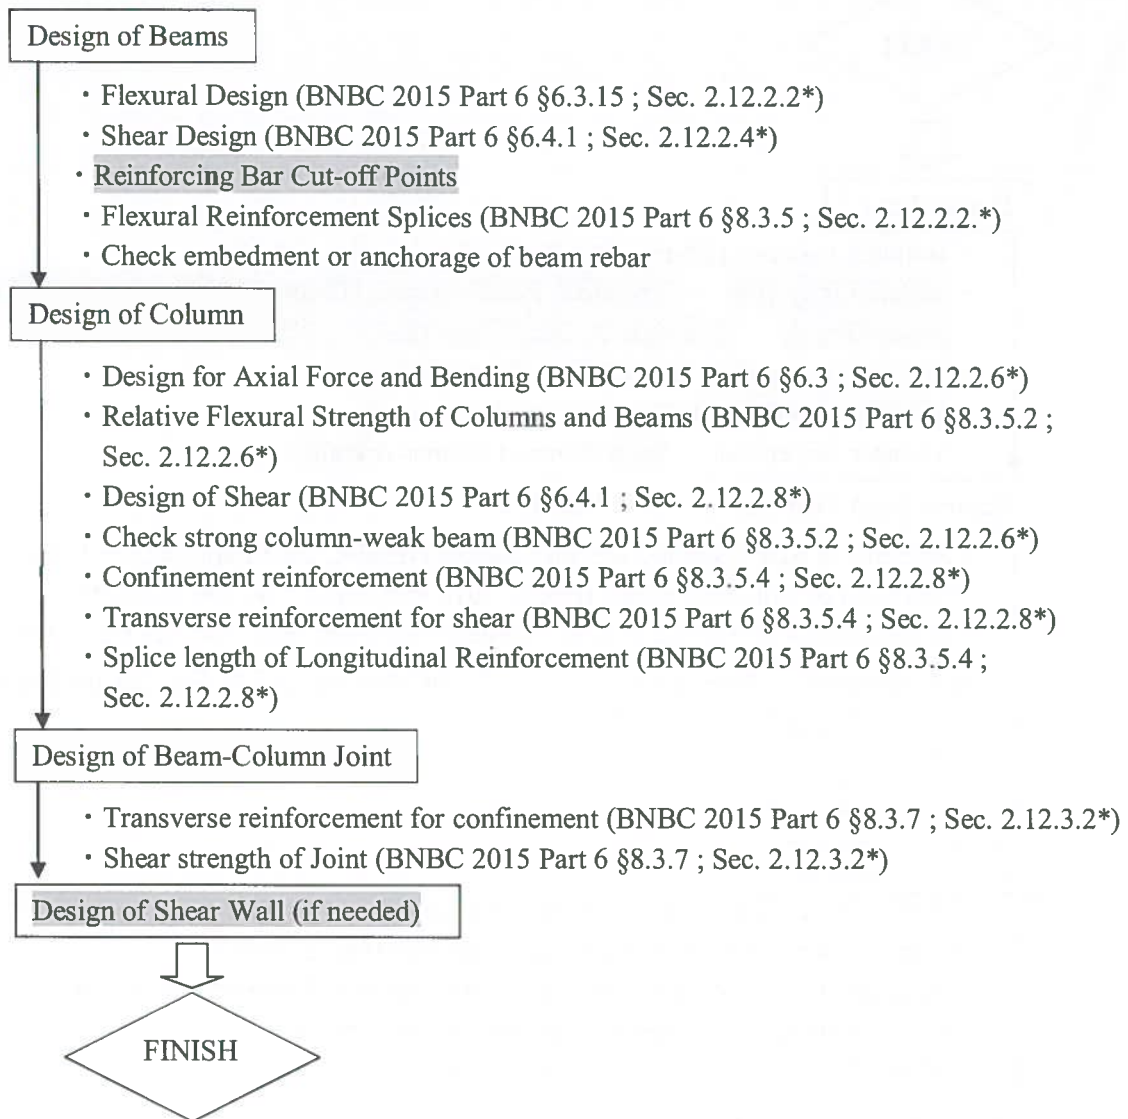 Design of Beams
・Flexural Design (BNBC 2015 Part 6 §6.3.15 ; Sec. 2.12.2.2*)
・Shear Design (BNBC 2015 Part 6 §6.4.1 ; Sec. 2.12.2.4*)
・Reinforcing Bar Cut-off Points
・Flexural Reinforcement Splices (BNBC 2015 Part 6 §8.3.5 ; Sec. 2.12.2.2.*)
・Check embedment or anchorage of beam rebar
Design of Column
・Design for Axial Force and Bending (BNBC 2015 Part 6 §6.3 ; Sec. 2.12.2.6*)
・Relative Flexural Strength of Columns and Beams (BNBC 2015 Part 6 §8.3.5.2 ;
Sec. 2.12.2.6*)
・Design of Shear (BNBC 2015 Part 6 §6.4.1 ; Sec. 2.12.2.8*)
・Check strong column-weak beam (BNBC 2015 Part 6 §8.3.5.2 ; Sec. 2.12.2.6*)
・Confinement reinforcement (BNBC 2015 Part 6 §8.3.5.4 ; Sec. 2.12.2.8*)
・Transverse reinforcement for shear (BNBC 2015 Part 6 §8.3.5.4 ; Sec. 2.12.2.8*)
・Splice length of Longitudinal Reinforcement (BNBC 2015 Part 6 §8.3.5.4 ;
Sec. 2.12.2.8*)
Design of Beam-Column Joint
・Transverse reinforcement for confinement (BNBC 2015 Part 6 §8.3.7 ; Sec. 2.12.3.2*)
・Shear strength of Joint (BNBC 2015 Part 6 §8.3.7 ; Sec. 2.12.3.2*)
Design of Shear Wall (if needed)
FINISH